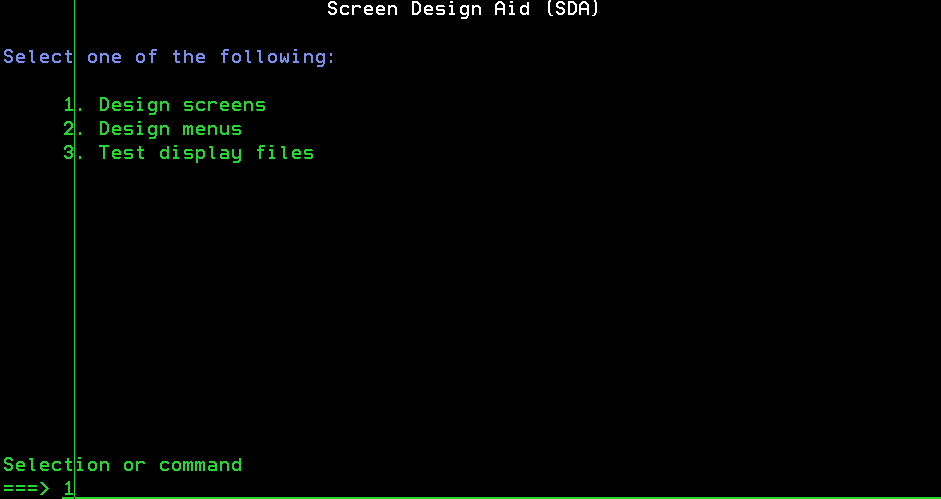 Screen Design Aid (SDA)
Select one of the following:
1. Design screens
2. Design menus
3. Test display files
Selection or command
===> 1